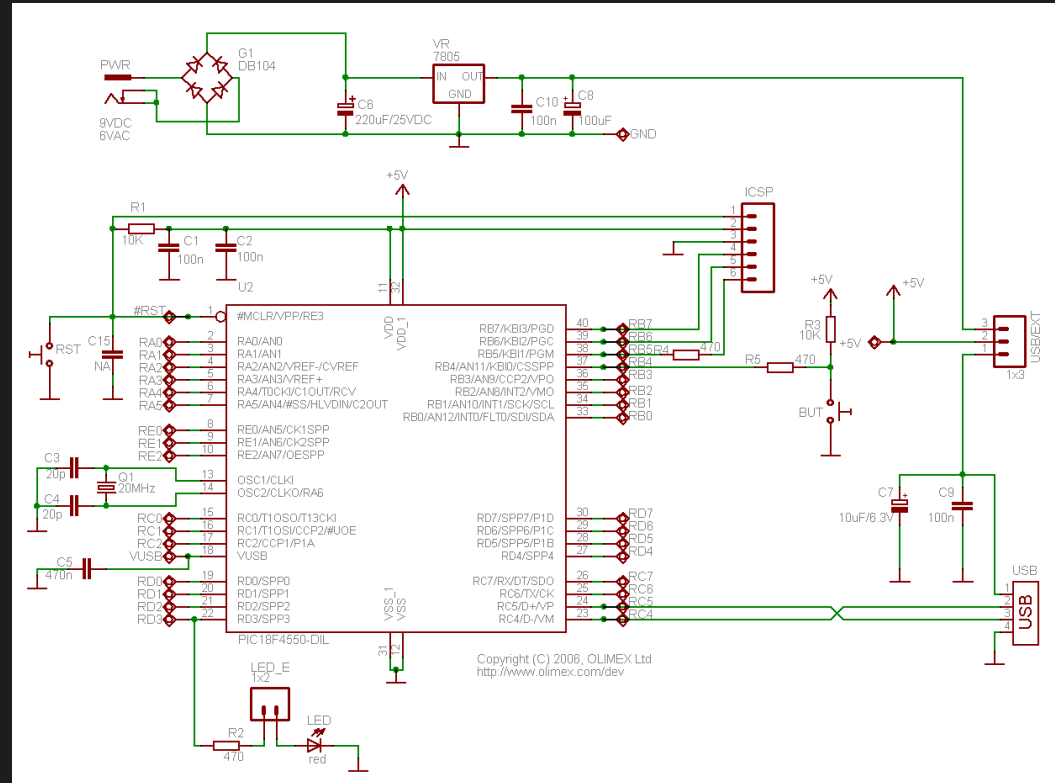 PWR
9VDC
6VAC
G1
DB104
VR
7805
IN OUT
GND
C6
220uF/25VDC
C10
100n
C8
100uF
GND
+5V
ICSP
1
2
3
4
5
6
R1
10K
C1
100n
C2
100n
U2
11
32
VDD
VDD_1
#RST
1
#MCLR/VPP/RE3
RST
C15
NA
RA0 2 RA0/AN0
RA1 3 RA1/AN1
RA2 4 RA2/AN2/VREF-/CVREF
RA3 5 RA3/AN3/VREF+
RA4 6 RA4/T0CKI/C1OUT/RCV
RA5 7 RA5/AN4/#SS/HLVDIN/C2OUT
RE0 8 RE0/AN5/CK1SPP
RE1 9 RE1/AN6/CK2SPP
RE2 10 RE2/AN7/OESPP
C3
20p
Q1
20MHz
C4
20p
13 OSC1/CLKI
14 OSC2/CLKO/RA6
RC0 15 RC0/T1OSO/T13CKI
RC1 16 RC1/T1OSI/CCP2/#UOE
RC2 17 RC2/CCP1/P1A
VUSB 18 VUSB
C5
470n
RD0 19 RD0/SPP0
RD1 20 RD1/SPP1
RD2 21 RD2/SPP2
RD3 22 RD3/SPP3
PIC18F4550-DIL
VSS_1
VSS
31
12
RB7/KBI3/PGD 40 RB7
RB6/KBI2/PGC 39 RB6
RB5/KBI1/PGM 38 RB5
RB4/AN11/KBI0/CSSPP 37 RB4
RB3/AN9/CCP2/VPO 36 RB3
RB2/AN8/INT2/VMO 35 RB2
RB1/AN10/INT1/SCK/SCL 34 RB1
RB0/AN12/INT0/FLT0/SDI/SDA 33 RB0
R4 470
R5 470
+5V
R3
10K
BUT
+5V
+5V
3
2
1
USB/EXT
1x3
RD7/SPP7/P1D 30 RD7
RD6/SPP6/P1C 29 RD6
RD5/SPP5/P1B 28 RD5
RD4/SPP4 27 RD4
RC7/RX/DT/SDO 26 RC7
RC6/TX/CK 25 RC6
RC5/D+/VP 24 RC5
RC4/D-/VM 23 RC4
C7
10uF/6.3V
C9
100n
USB
1
2
3
4
USB
Copyright (C) 2006, OLIMEX Ltd
http://www.olimex.com/dev
LED_E
1x2
R2
470
LED
red